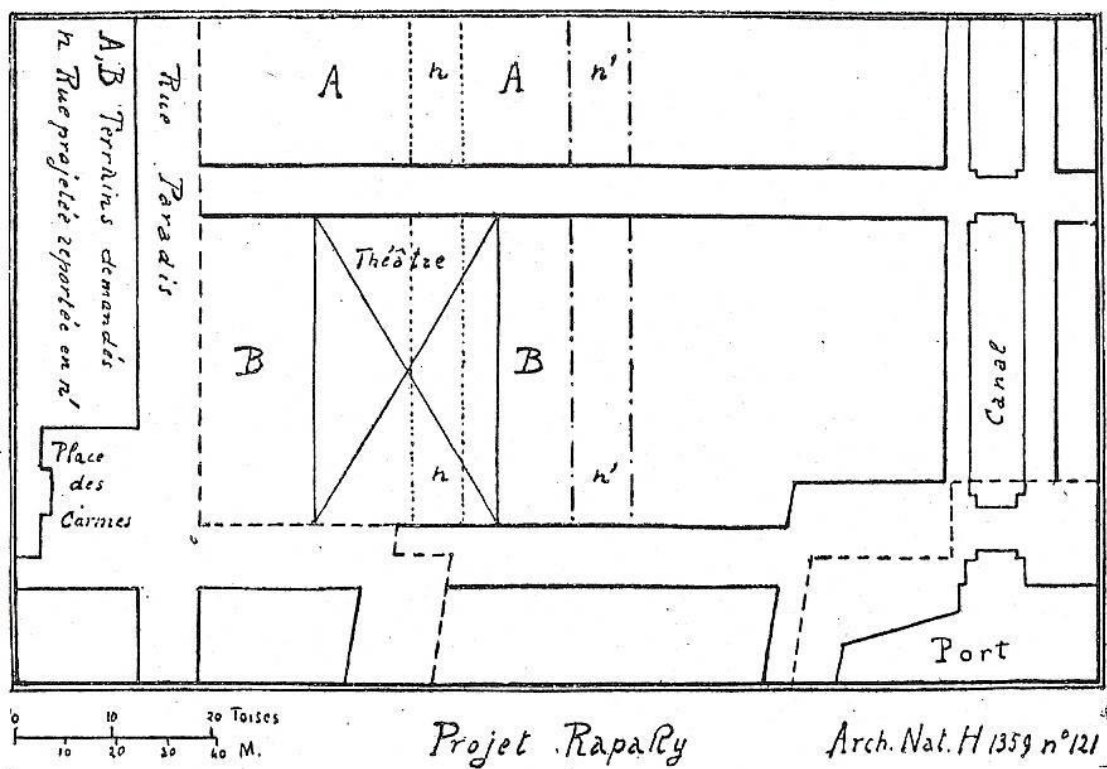 A,B Terrains demandés
n Rue projetée reportée en n'
Rue Paradis
A
n
A
n'
Théâtre
B
B
n
n'
Canal
Place
des
Carmes
Port
0 10 20 Toises
10 20 30 40 M.
Projet Rapally
Arch. Nat. H 1359 n° 121